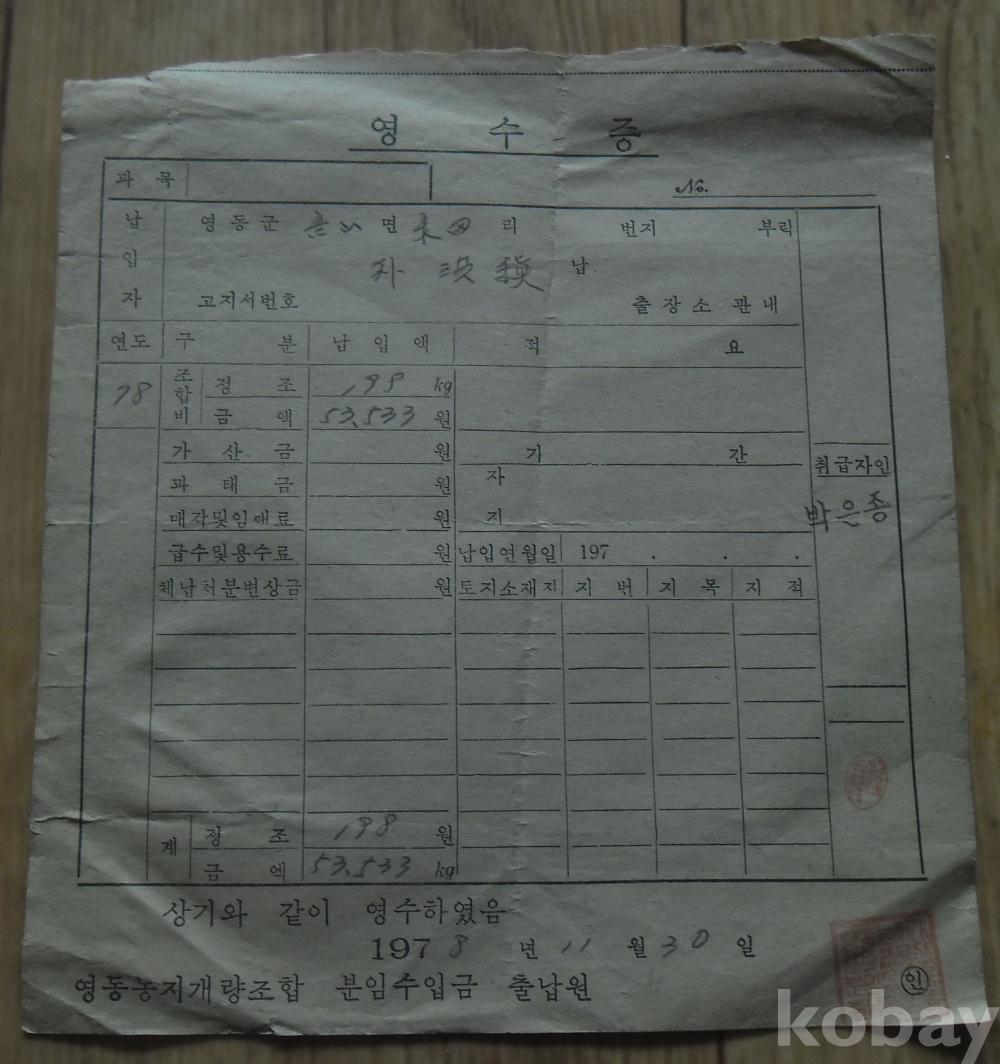 영 수 증
과 목
No.
납 입 자
영동군 면 리 번지 부락
납
고지서번호 출장소 관내
연도 구 분 납 입 액 적 요
78 조합비 정 조 198 kg
금 액 53,533 원
가 산 금 원 기 간
취급자인
과 태 금 원 자
매각및임대료 원 지
박은종
급수및용수료 원 납입연월일 197 . . .
체납처분변상금 원 토지소재지 지 번 지 목 지 적
계 정 조 198 원
금 액 53,533 kg
상기와 같이 영수하였음
1978 년 11 월 30 일
영동농지개량조합 분임수입금 출납원 인
kobay